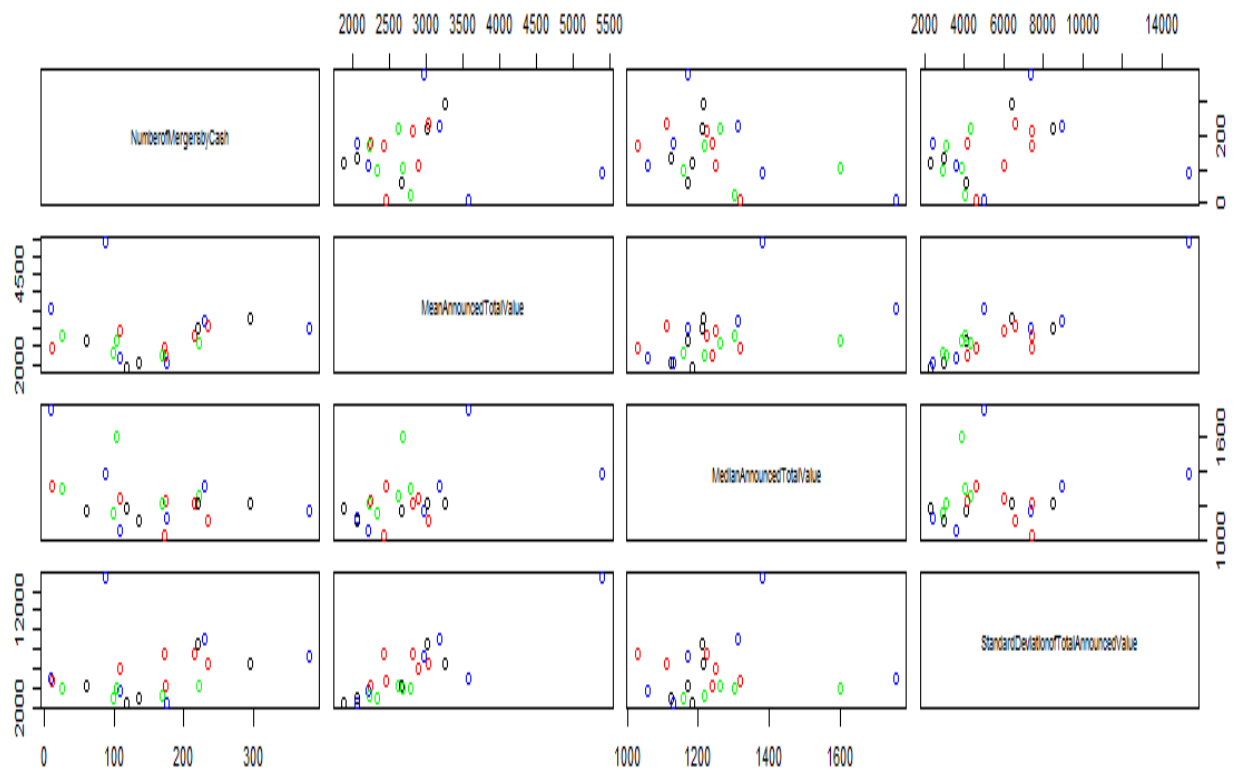 2000 2500 3000 3500 4000 4500 5000 5500 2000 4000 6000 8000 10000 14000
NumberofMergersbyCash
0 200
2000 4500
MeanAnnouncedTotalValue
MedianAnnouncedTotalValue
1000 1600
2000 12000
StandardDeviationofTotalAnnouncedValue
0 100 200 300 1000 1200 1400 1600